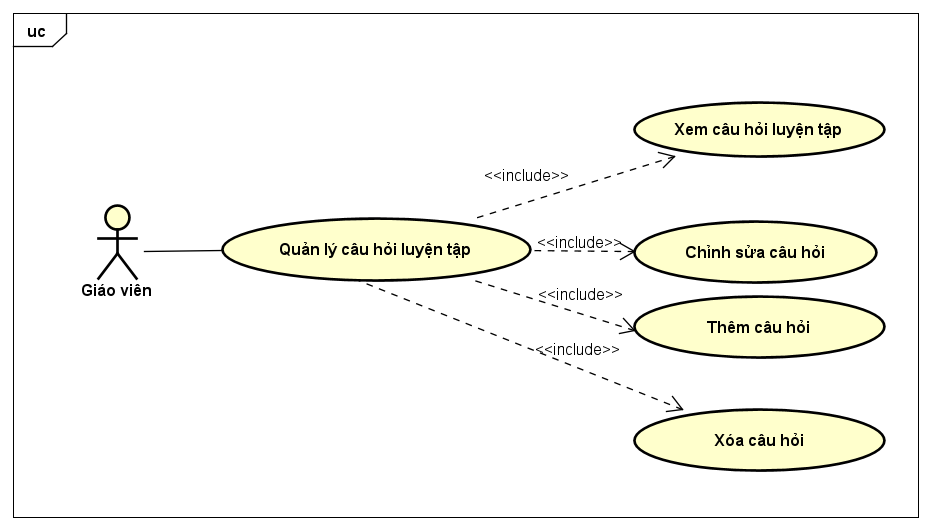 uc
Xem câu hỏi luyện tập
<<include>>
Quản lý câu hỏi luyện tập
<<include>>
Chỉnh sửa câu hỏi
Giáo viên
<<include>>
Thêm câu hỏi
<<include>>
Xóa câu hỏi